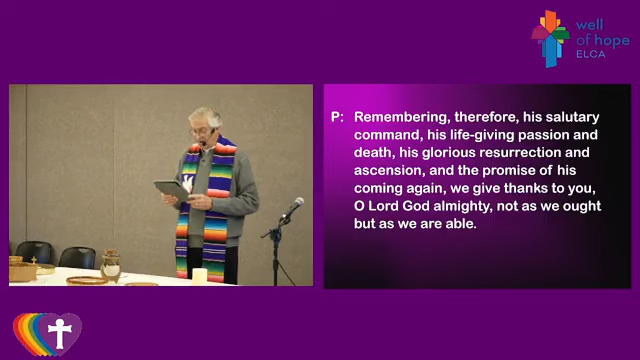 well
of hope
ELCA
P: Remembering, therefore, his salutary
command, his life-giving passion and
death, his glorious resurrection and
ascension, and the promise of his
coming again, we give thanks to you,
O Lord God almighty, not as we ought
but as we are able.